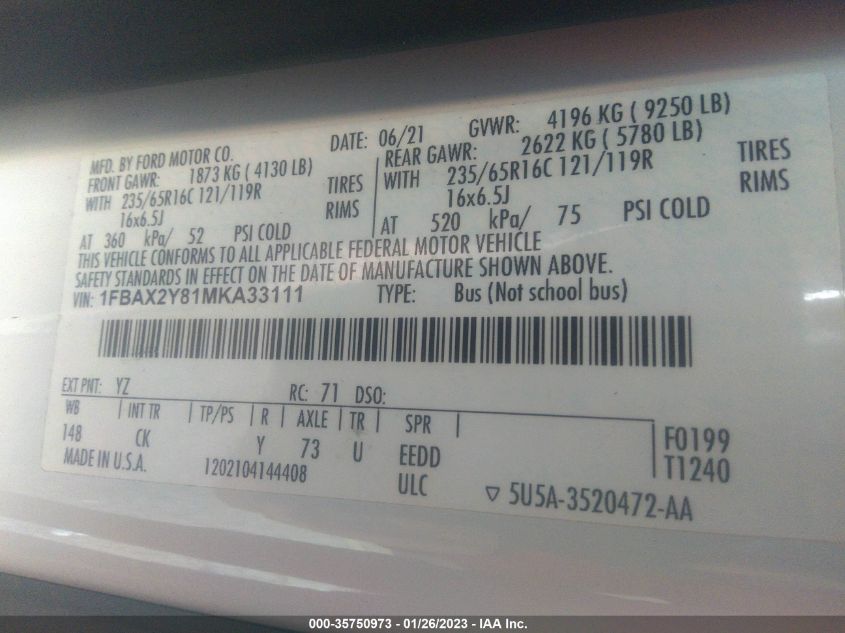 MFD. BY FORD MOTOR CO. DATE: 06/21 GVWR: 4196 KG ( 9250 LB)
FRONT GAWR: 1873 KG ( 4130 LB) REAR GAWR: 2622 KG ( 5780 LB)
WITH 235/65R16C 121/119R TIRES WITH 235/65R16C 121/119R TIRES
16x6.5J RIMS 16x6.5J RIMS
AT 360 kPa/ 52 PSI COLD AT 520 kPa/ 75 PSI COLD
THIS VEHICLE CONFORMS TO ALL APPLICABLE FEDERAL MOTOR VEHICLE
SAFETY STANDARDS IN EFFECT ON THE DATE OF MANUFACTURE SHOWN ABOVE.
VIN: 1FBAX2Y81MKA33111 TYPE: Bus (Not school bus)
EXT PNT: YZ RC: 71 DSO:
WB | INT TR | TP/PS | R | AXLE | TR | SPR |
148 CK Y 73 U EEDD F0199
MADE IN U.S.A. 1202104144408 ULC T1240
5U5A-3520472-AA
000-35750973 - 01/26/2023 - IAA Inc.